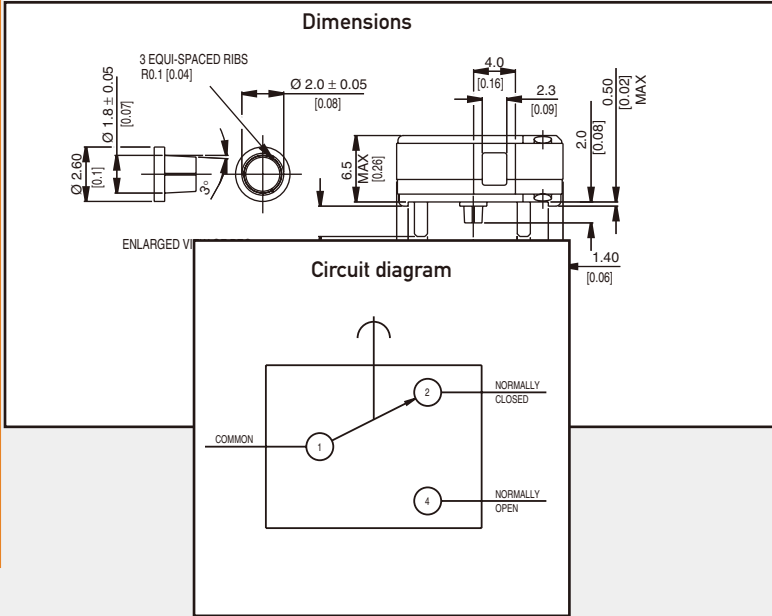 Dimensions
3 EQUI-SPACED RIBS
R0.1 [0.04]
Ø 2.0 ± 0.05
[0.08]
Ø 1.8 ± 0.05
[0.07]
Ø 2.60
[0.1]
3°
4.0
[0.16]
2.3
[0.09]
0.50
[0.02]
MAX
2.0
[0.08]
6.5
MAX
[0.26]
1.40
[0.06]
ENLARGED
Circuit diagram
2
NORMALLY
CLOSED
COMMON
1
4
NORMALLY
OPEN